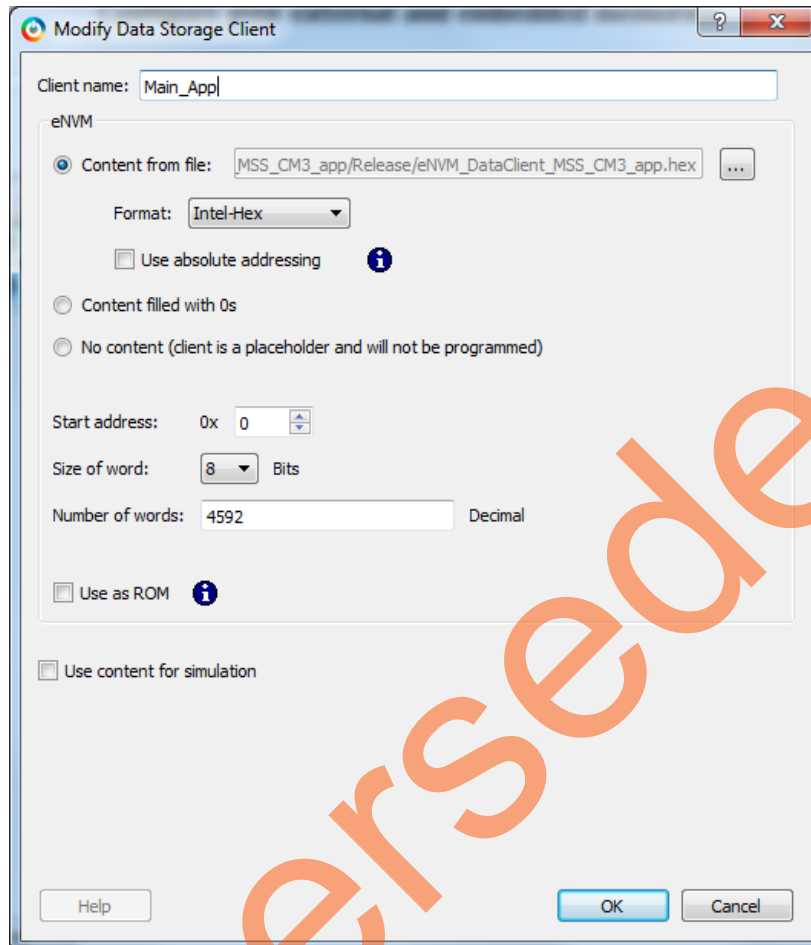 Modify Data Storage Client
Client name: Main_App
eNVM
Content from file: _MSS_CM3_app/Release/eNVM_DataClient_MSS_CM3_app.hex ...
Format: Intel-Hex
Use absolute addressing
Content filled with 0s
No content (client is a placeholder and will not be programmed)
Start address: 0x 0
Size of word: 8 Bits
Number of words: 4592 Decimal
Use as ROM
Use content for simulation
Help OK Cancel
ersede